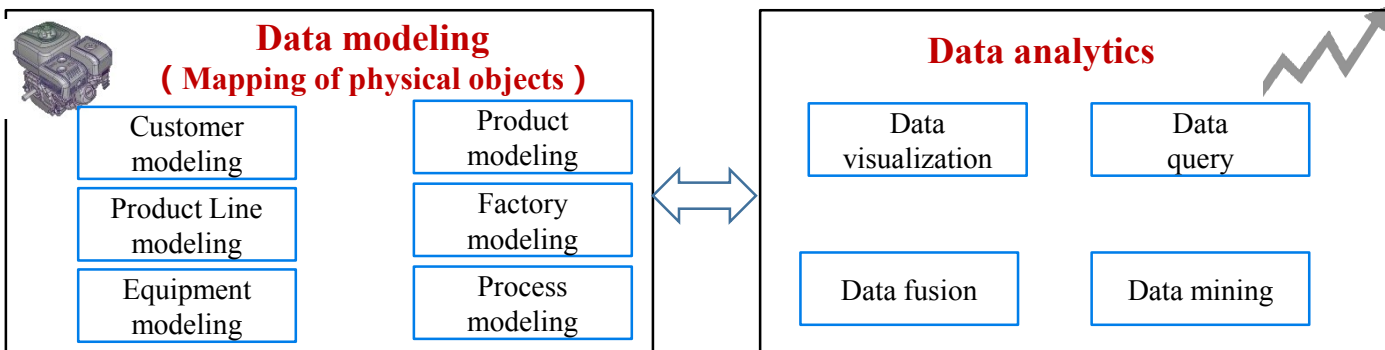 Data modeling
( Mapping of physical objects )
Customer
modeling
Product
modeling
Product Line
modeling
Factory
modeling
Equipment
modeling
Process
modeling
Data analytics
Data
visualization
Data
query
Data fusion
Data mining